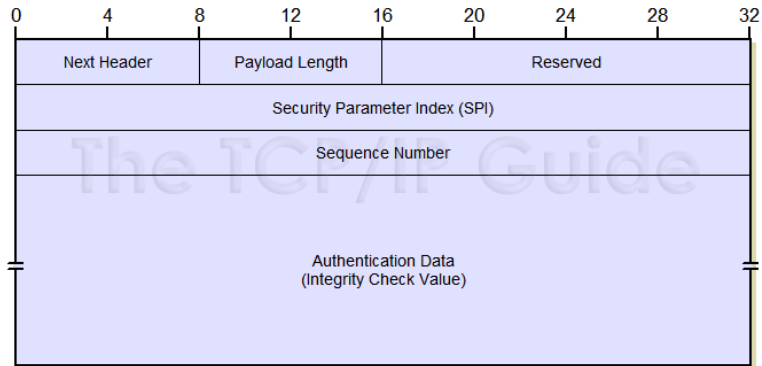 0 4 8 12 16 20 24 28 32
Next Header Payload Length Reserved
Security Parameter Index (SPI)
Sequence Number
The TCP/IP Guide
Authentication Data
(Integrity Check Value)